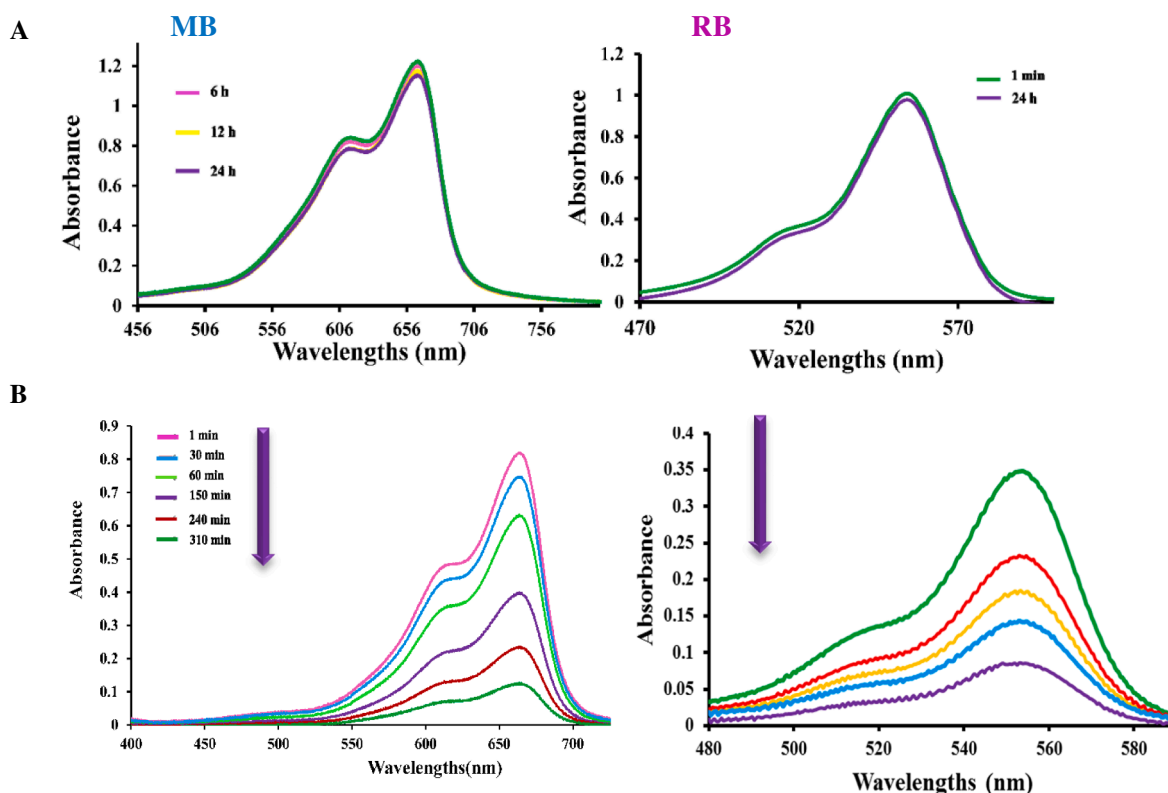 A
MB
RB
Absorbance
1.2
1
0.8
0.6
0.4
0.2
0
6 h
12 h
24 h
456 506 556 606 656 706 756
Wavelengths (nm)
Absorbance
1.2
1
0.8
0.6
0.4
0.2
0
1 min
24 h
470 520 570
Wavelengths (nm)
B
Absorbance
0.9
0.8
0.7
0.6
0.5
0.4
0.3
0.2
0.1
0
1 min
30 min
60 min
150 min
240 min
310 min
400 450 500 550 600 650 700
Wavelengths(nm)
Absorbance
0.4
0.35
0.3
0.25
0.2
0.15
0.1
0.05
0
480 500 520 540 560 580
Wavelengths (nm)